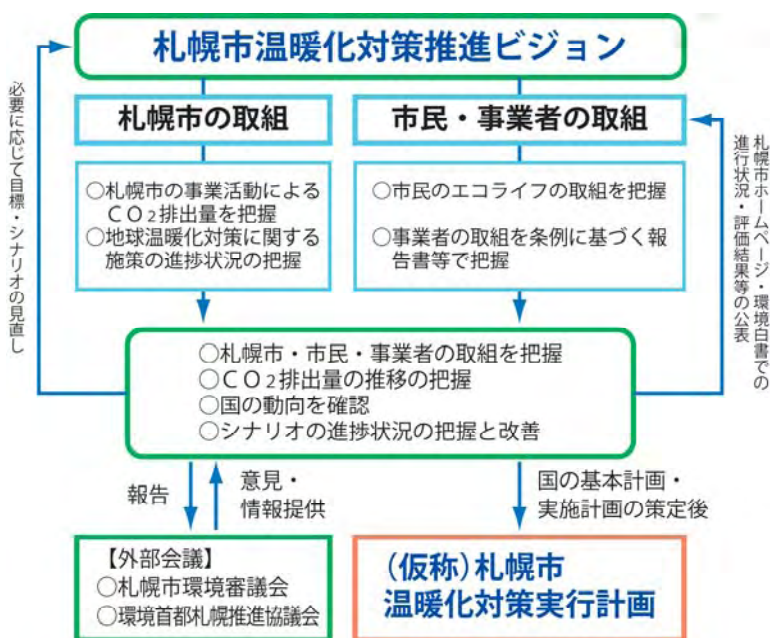 札幌市温暖化対策推進ビジョン
札幌市の取組
市民・事業者の取組
○札幌市の事業活動による
CO2排出量を把握
○地球温暖化対策に関する
施策の進捗状況の把握
○市民のエコライフの取組を把握
○事業者の取組を条例に基づく報
告書等で把握
必要に応じて目標・シナリオの見直し
札幌市ホームページ・環境白書での
進行状況・評価結果等の公表
○札幌市・市民・事業者の取組を把握
○CO2排出量の推移の把握
○国の動向を確認
○シナリオの進捗状況の把握と改善
報告
意見・
情報提供
国の基本計画・
実施計画の策定後
【外部会議】
○札幌市環境審議会
○環境首都札幌推進協議会
(仮称)札幌市
温暖化対策実行計画